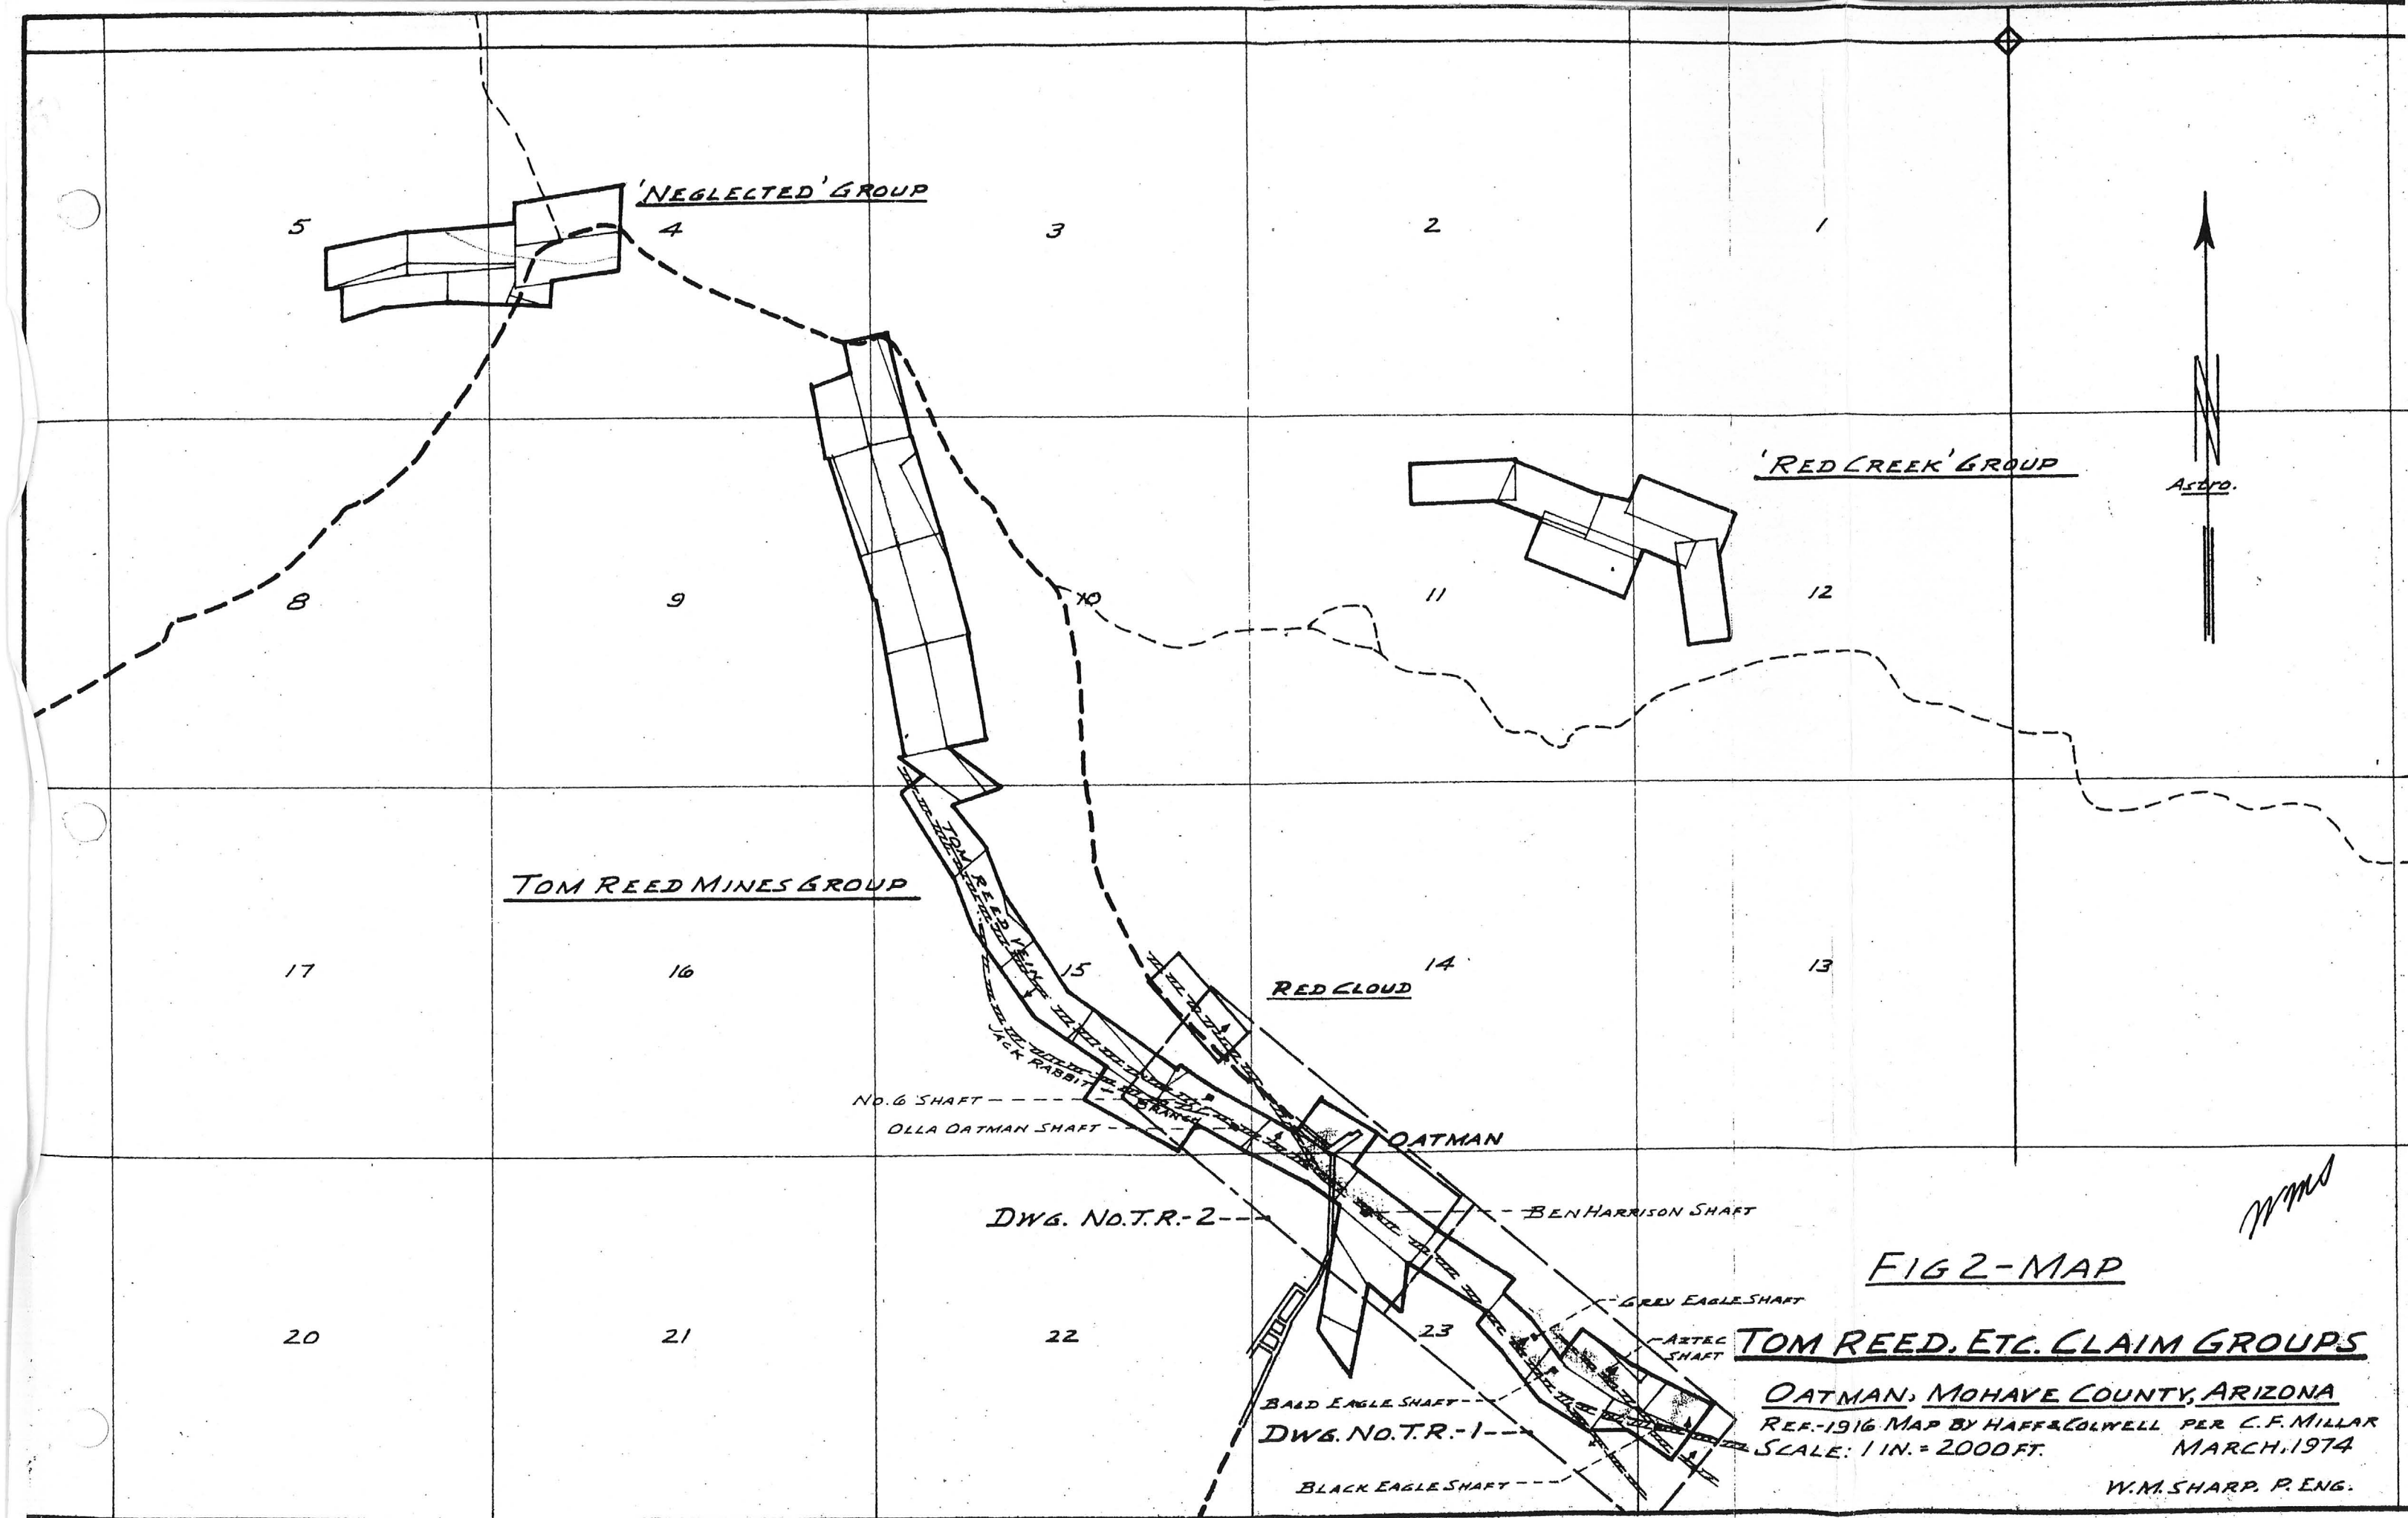 'NEGLECTED' GROUP
5
4
3
2
1
'RED CREEK' GROUP
N
Astro.
8
9
10
11
12
TOM REED VEIN
TOM REED MINES GROUP
17
16
15
14
13
RED CLOUD
JACK RABBIT
BRANCH
NO.6 SHAFT
OLLA OATMAN SHAFT
OATMAN
DWG. NO.T.R.-2
BEN HARRISON SHAFT
WMS
FIG 2-MAP
GREY EAGLE SHAFT
20
21
22
23
AZTEC
SHAFT
TOM REED, ETC. CLAIM GROUPS
BALD EAGLE SHAFT
OATMAN, MOHAVE COUNTY, ARIZONA
DWG. NO.T.R.-1
REF.-1916 MAP BY HAFF & COLWELL PER C.F. MILLAR
SCALE: 1 IN. = 2000 FT. MARCH, 1974
BLACK EAGLE SHAFT
W.M. SHARP. P. ENG.